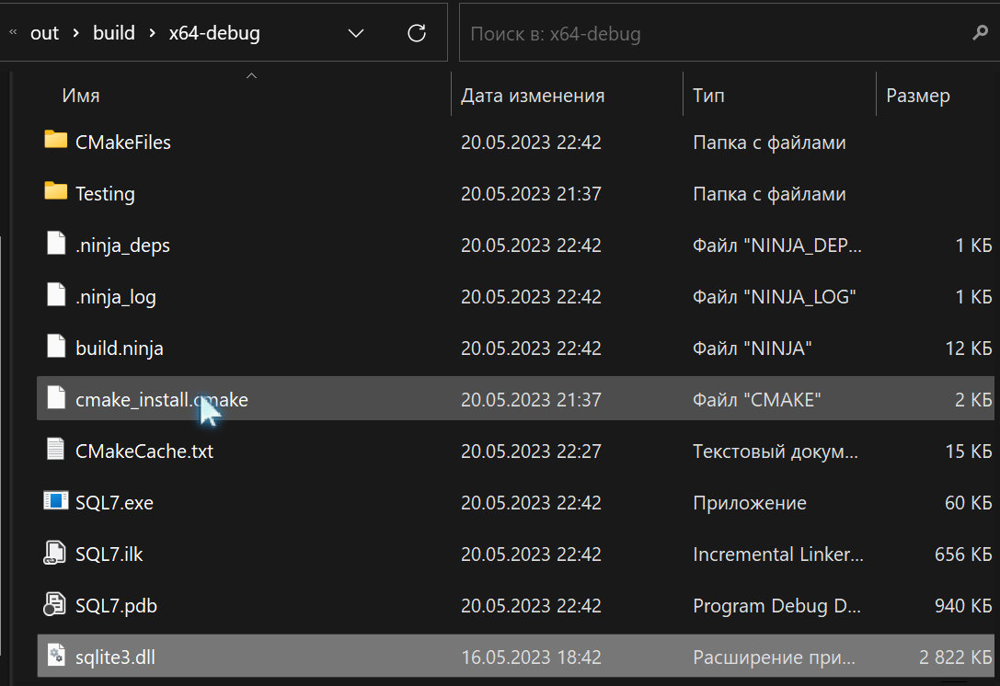 « out > build > x64-debug
Поиск в: x64-debug
Имя Дата изменения Тип Размер
CMakeFiles 20.05.2023 22:42 Папка с файлами
Testing 20.05.2023 21:37 Папка с файлами
.ninja_deps 20.05.2023 22:42 Файл "NINJA_DEP... 1 КБ
.ninja_log 20.05.2023 22:42 Файл "NINJA_LOG" 1 КБ
build.ninja 20.05.2023 22:42 Файл "NINJA" 12 КБ
cmake_install.cmake 20.05.2023 21:37 Файл "CMAKE" 2 КБ
CMakeCache.txt 20.05.2023 22:27 Текстовый докум... 15 КБ
SQL7.exe 20.05.2023 22:42 Приложение 60 КБ
SQL7.ilk 20.05.2023 22:42 Incremental Linker... 656 КБ
SQL7.pdb 20.05.2023 22:42 Program Debug D... 940 КБ
sqlite3.dll 16.05.2023 18:42 Расширение при... 2 822 КБ